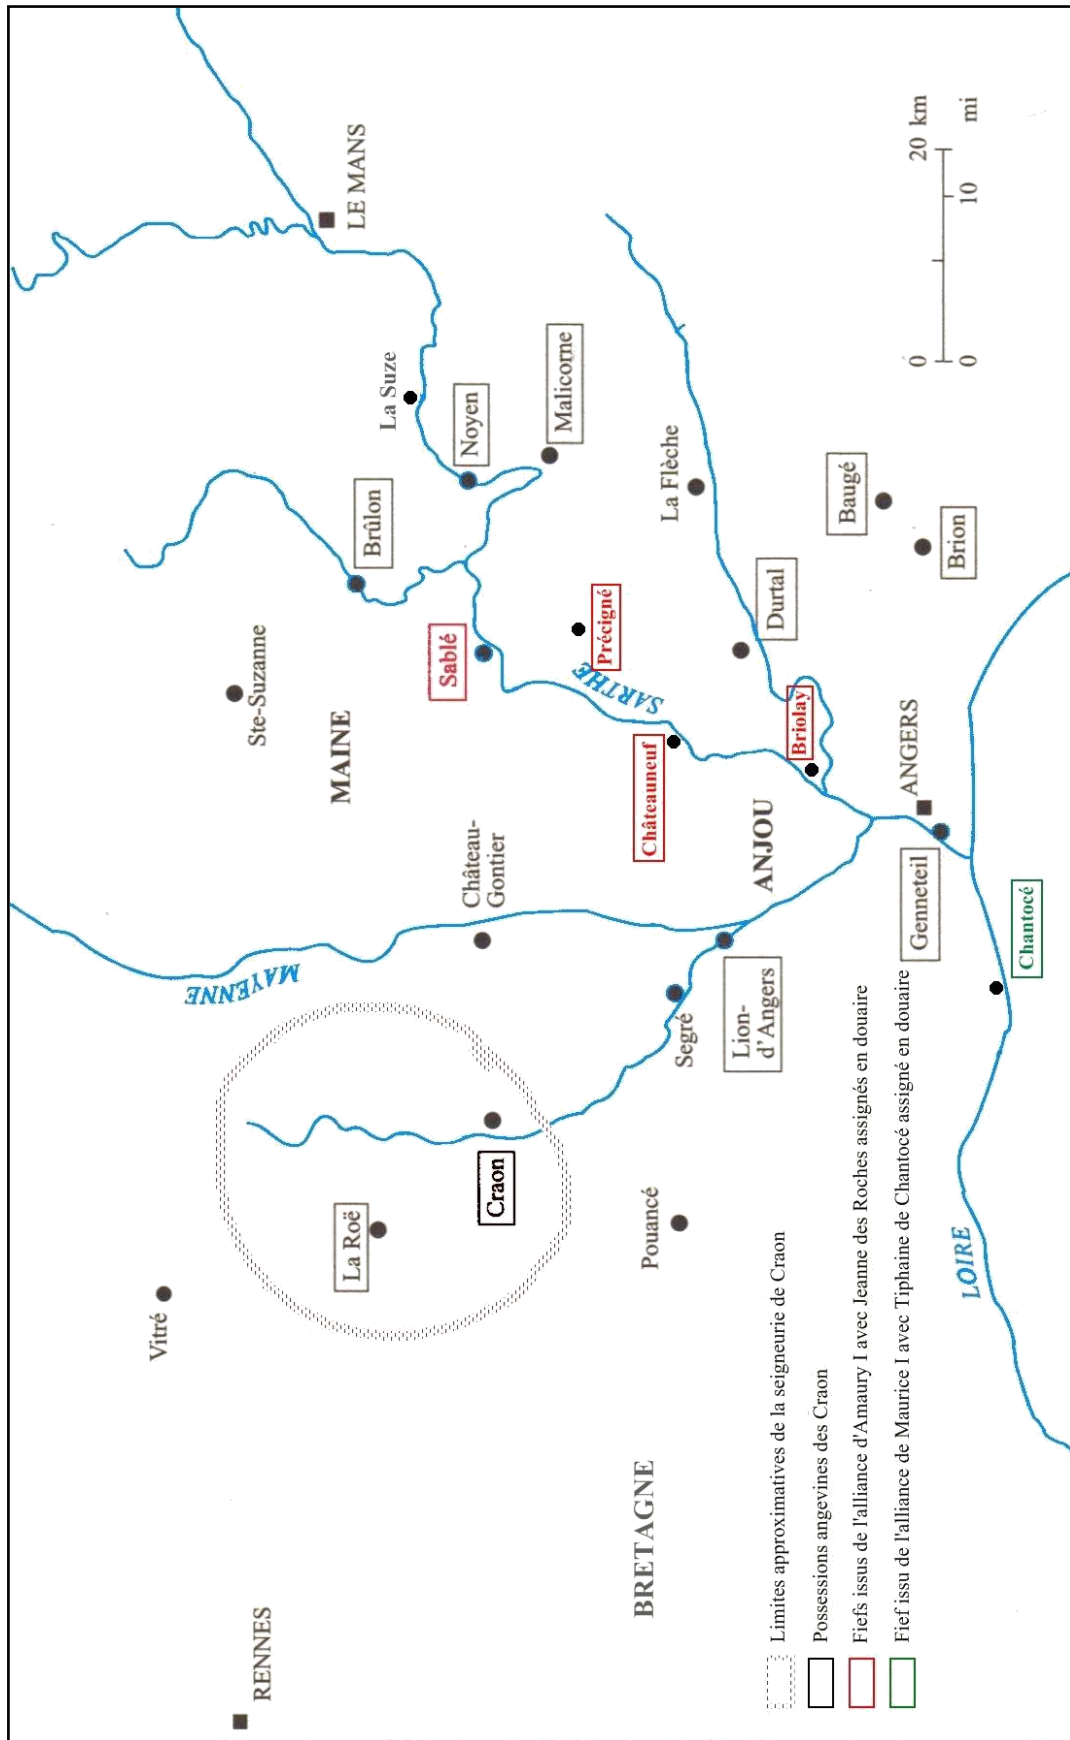 LE MANS
La Suze
Noyen
Malicorne
Brûlon
Ste-Suzanne
MAINE
Sablé
Précigné
SARTHE
La Flèche
Baugé
Brion
Durtal
Briolay
Châteauneuf
ANJOU
ANGERS
Genneteil
Chantocé
Château-
Gontier
MAYENNE
Segré
Lion-
d'Angers
Craon
La Roë
Pouancé
Vitré
RENNES
BRETAGNE
LOIRE
0 20 km
0 10 mi
Limites approximatives de la seigneurie de Craon
Possessions angevines des Craon
Fiefs issus de l'alliance d'Amaury I avec Jeanne des Roches assignés en douaire
Fief issu de l'alliance de Maurice I avec Tiphaine de Chantocé assigné en douaire